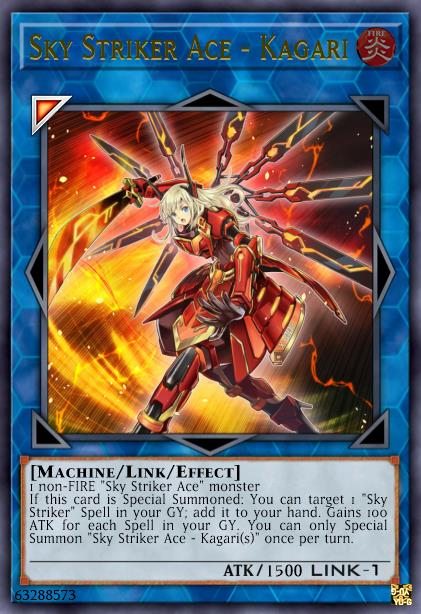 Sky Striker Ace - Kagari
FIRE
炎
[Machine/Link/Effect]
1 non-FIRE "Sky Striker Ace" monster
If this card is Special Summoned: You can target 1 "Sky
Striker" Spell in your GY; add it to your hand. Gains 100
ATK for each Spell in your GY. You can only Special
Summon "Sky Striker Ace - Kagari(s)" once per turn.
ATK/1500 LINK-1
63288573